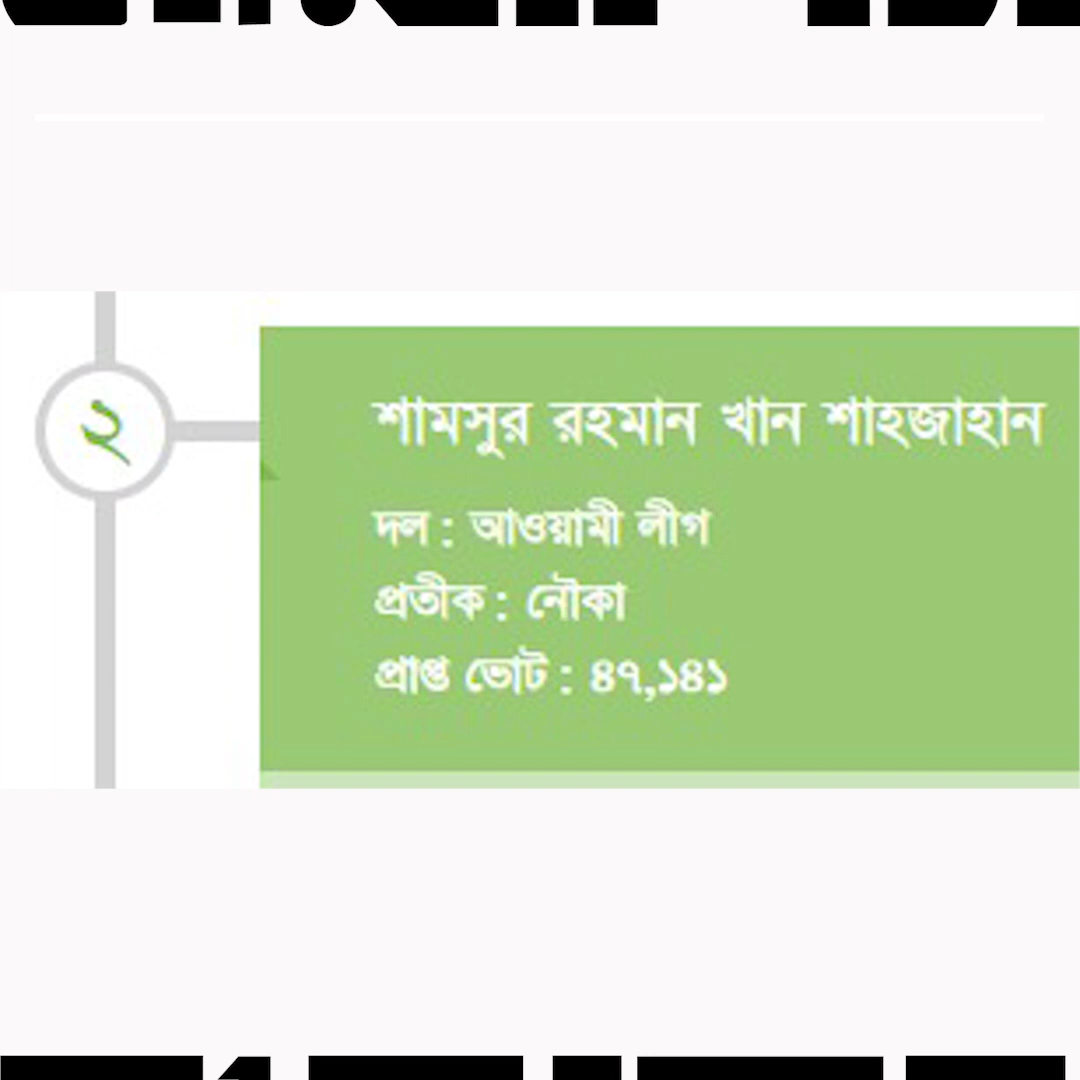 ২
শামসুর রহমান খান শাহজাহান
দল : আওয়ামী লীগ
প্রতীক : নৌকা
প্রাপ্ত ভোট : ৪৭,১৪১